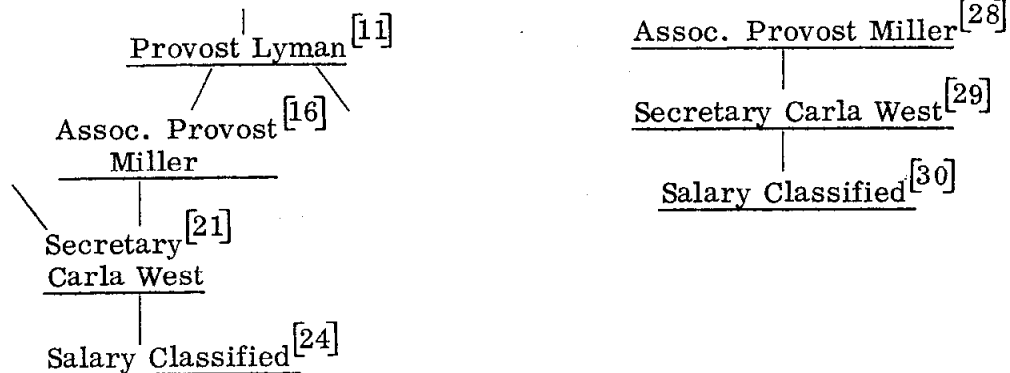 Provost Lyman[11]
Assoc. Provost[16]
Miller
Secretary[21]
Carla West
Salary Classified[24]
Assoc. Provost Miller[28]
Secretary Carla West[29]
Salary Classified[30]